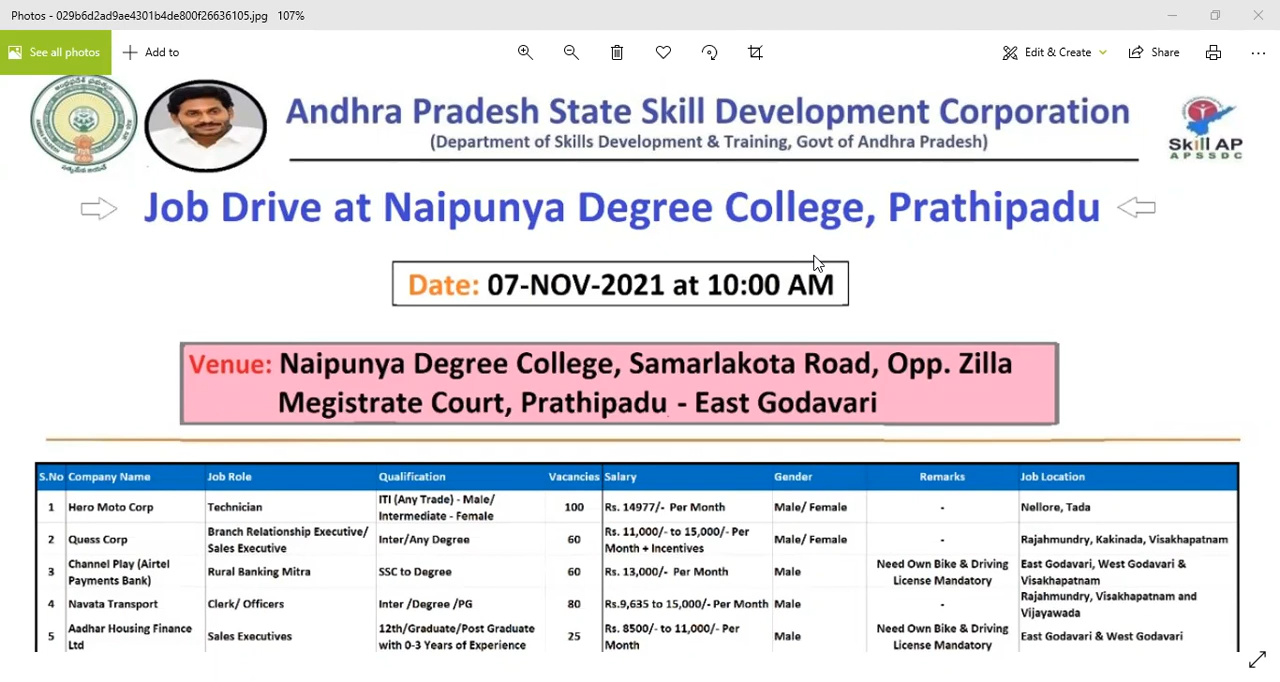 Photos - 029b6d2ad9ae4301b4de800f26636105.jpg 107%
See all photos
Add to
Edit & Create
Share
Andhra Pradesh State Skill Development Corporation
(Department of Skills Development & Training, Govt of Andhra Pradesh)
Skill AP
APSSDC
Job Drive at Naipunya Degree College, Prathipadu
Date: 07-NOV-2021 at 10:00 AM
Venue: Naipunya Degree College, Samarlakota Road, Opp. Zilla
Megistrate Court, Prathipadu - East Godavari
S.No Company Name Job Role Qualification Vacancies Salary Gender Remarks Job Location
1 Hero Moto Corp Technician ITI (Any Trade) - Male/ Intermediate - Female 100 Rs. 14977/- Per Month Male/ Female - Nellore, Tada
2 Quess Corp Branch Relationship Executive/ Sales Executive Inter/Any Degree 60 Rs. 11,000/- to 15,000/- Per Month + Incentives Male/ Female - Rajahmundry, Kakinada, Visakhapatnam
3 Channel Play (Airtel Payments Bank) Rural Banking Mitra SSC to Degree 60 Rs. 13,000/- Per Month Male Need Own Bike & Driving License Mandatory East Godavari, West Godavari & Visakhapatnam
4 Navata Transport Clerk/ Officers Inter /Degree /PG 80 Rs.9,635 to 15,000/- Per Month Male - Rajahmundry, Visakhapatnam and Vijayawada
5 Aadhar Housing Finance Ltd Sales Executives 12th/Graduate/Post Graduate with 0-3 Years of Experience 25 Rs. 8500/- to 11,000/- Per Month Male Need Own Bike & Driving License Mandatory East Godavari & West Godavari